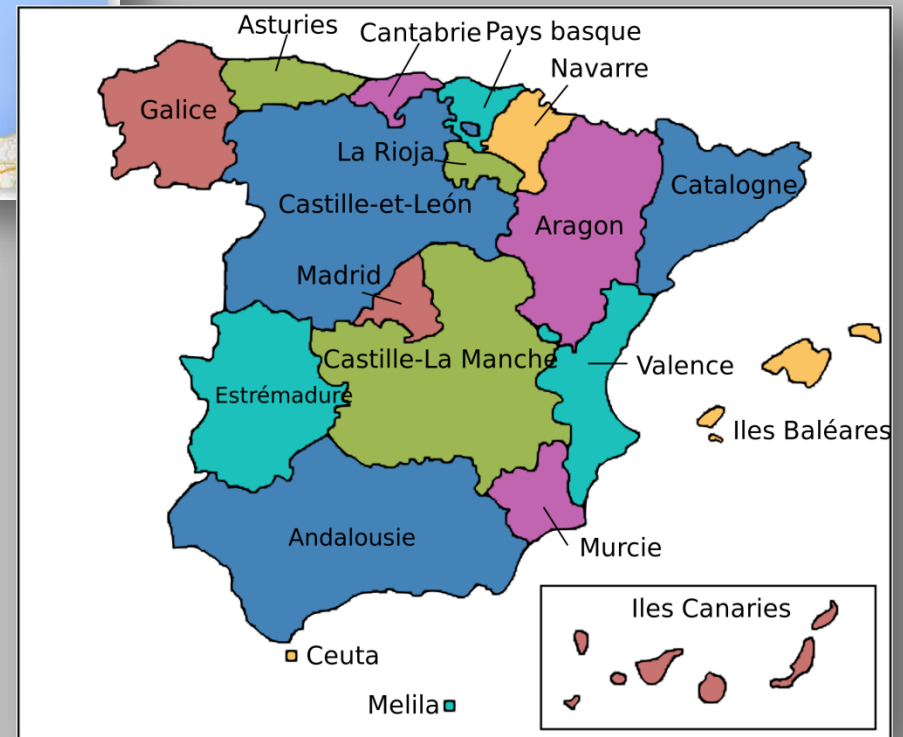 Asturies
Cantabrie
Pays basque
Navarre
Galice
La Rioja
Catalogne
Castille-et-León
Aragon
Madrid
Castille-La Manche
Valence
Estrémadure
Iles Baléares
Andalousie
Murcie
Iles Canaries
Ceuta
Melila